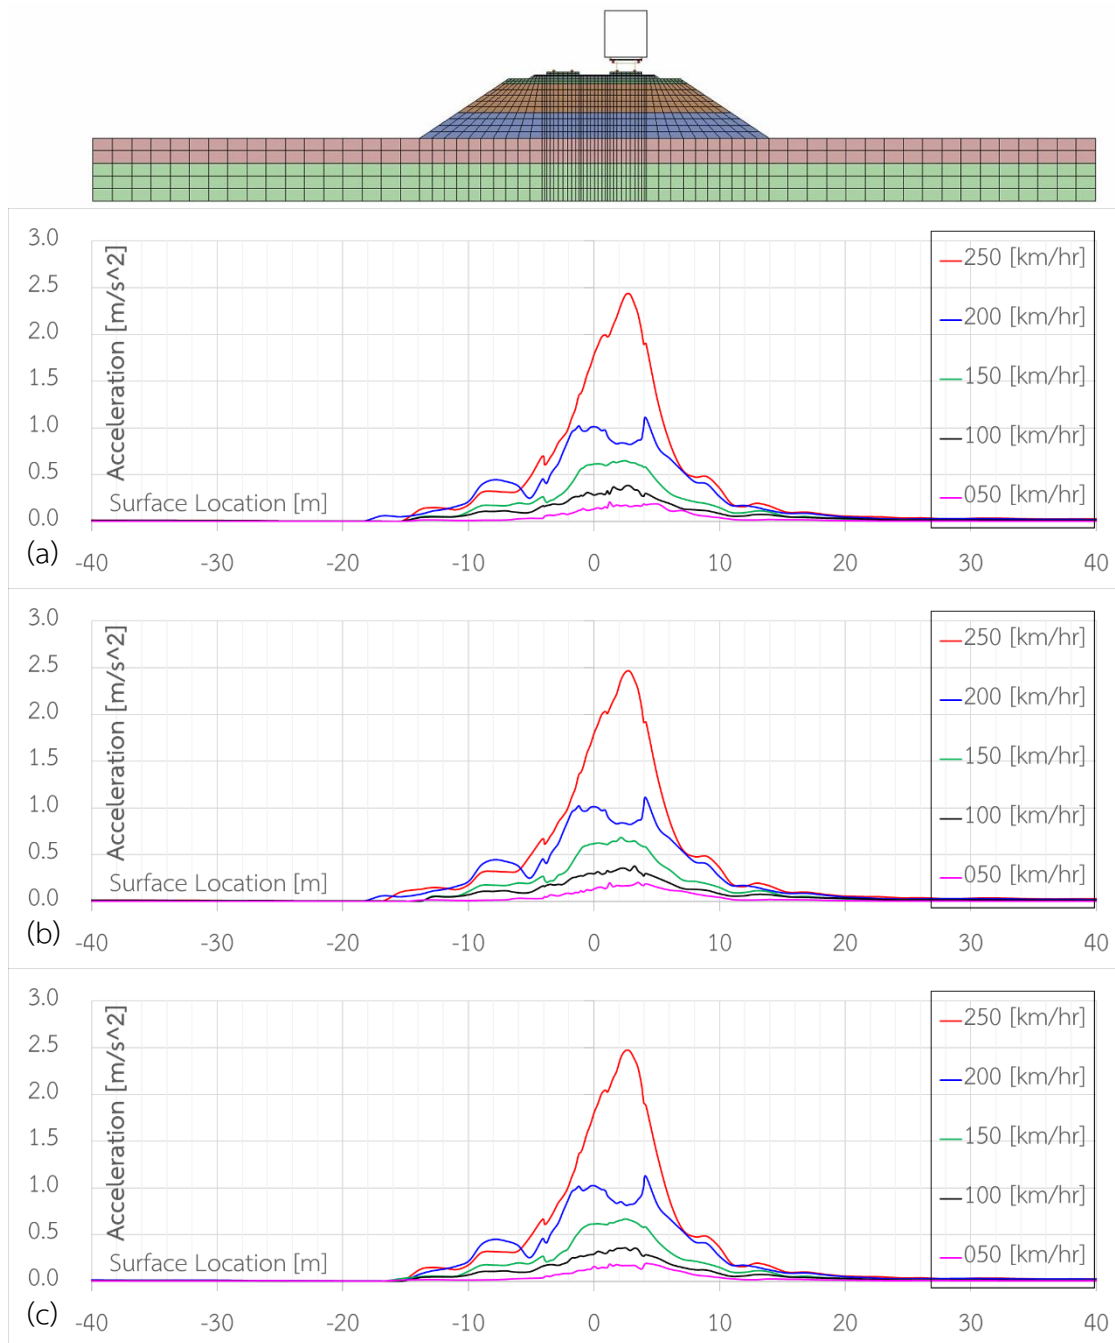 3.0
2.5
2.0
1.5
1.0
0.5
0.0
Acceleration [m/s^2]
Surface Location [m]
250 [km/hr]
200 [km/hr]
150 [km/hr]
100 [km/hr]
050 [km/hr]
(a)
-40 -30 -20 -10 0 10 20 30 40
3.0
2.5
2.0
1.5
1.0
0.5
0.0
Acceleration [m/s^2]
Surface Location [m]
250 [km/hr]
200 [km/hr]
150 [km/hr]
100 [km/hr]
050 [km/hr]
(b)
-40 -30 -20 -10 0 10 20 30 40
3.0
2.5
2.0
1.5
1.0
0.5
0.0
Acceleration [m/s^2]
Surface Location [m]
250 [km/hr]
200 [km/hr]
150 [km/hr]
100 [km/hr]
050 [km/hr]
(c)
-40 -30 -20 -10 0 10 20 30 40